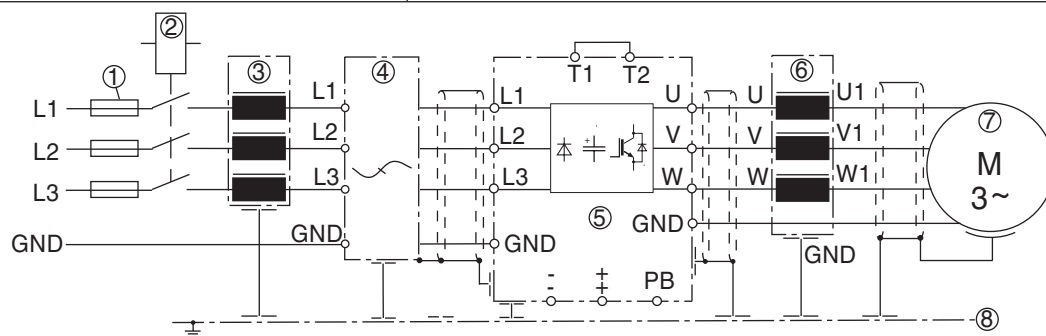 ②
①
③
④
T1 T2
⑥
L1
L1
L1
U
U
U1
⑦
L2
L2
L2
V
V
V1
M
3~
L3
L3
L3
W
W
W1
⑤
GND
GND
GND
GND
GND
- + PB
- +
⑧